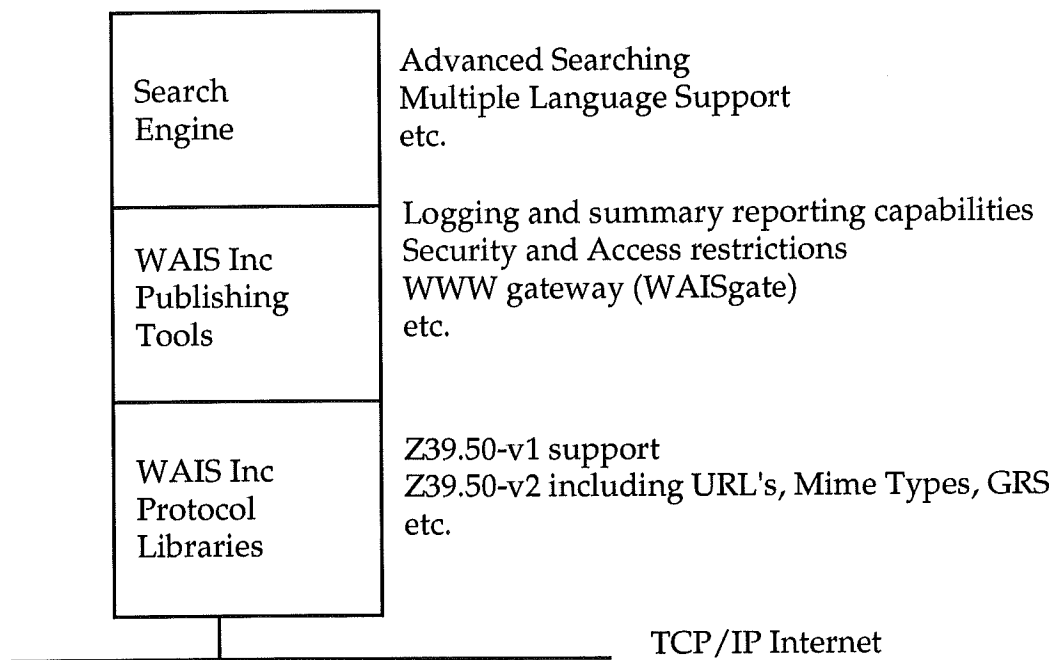 Search
Engine
Advanced Searching
Multiple Language Support
etc.
WAIS Inc
Publishing
Tools
Logging and summary reporting capabilities
Security and Access restrictions
WWW gateway (WAISgate)
etc.
WAIS Inc
Protocol
Libraries
Z39.50-v1 support
Z39.50-v2 including URL's, Mime Types, GRS
etc.
TCP/IP Internet